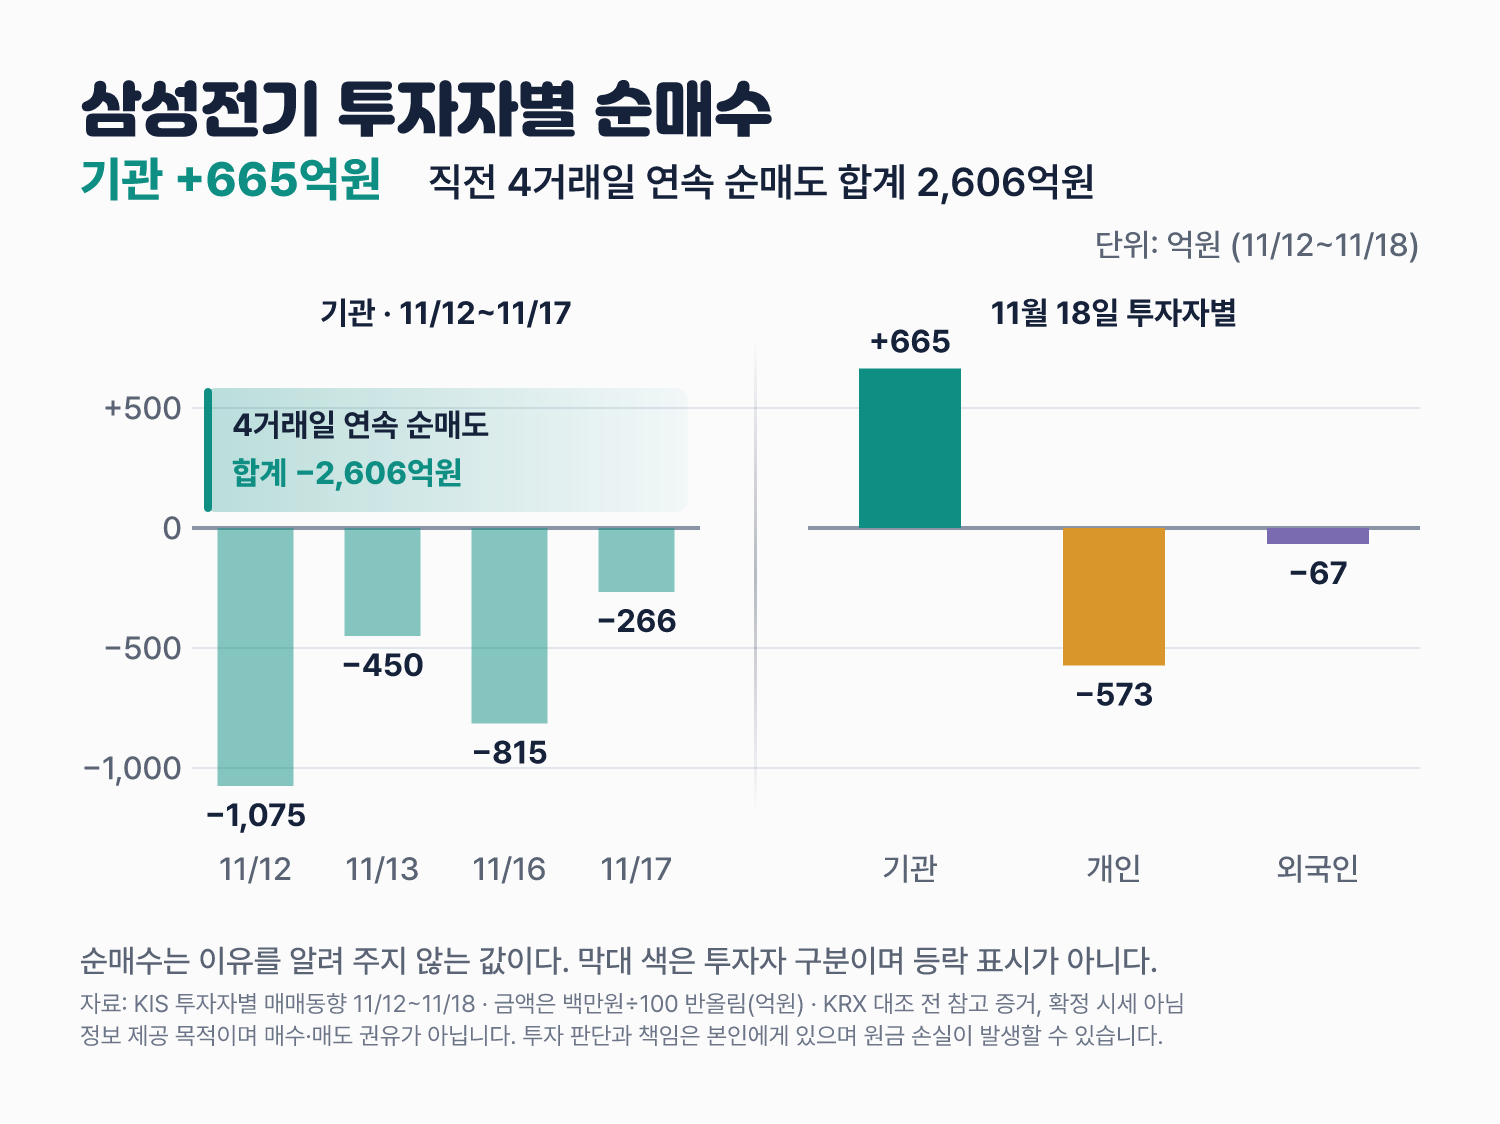 삼성전기 투자자별 순매수
기관 +665억원 직전 4거래일 연속 순매도 합계 2,606억원
단위: 억원 (11/12~11/18)
기관 · 11/12~11/17
11월 18일 투자자별
+500
0
−500
−1,000
4거래일 연속 순매도
합계 −2,606억원
−1,075
−450
−815
−266
11/12
11/13
11/16
11/17
+665
−573
−67
기관
개인
외국인
순매수는 이유를 알려 주지 않는 값이다. 막대 색은 투자자 구분이며 등락 표시가 아니다.
자료: KIS 투자자별 매매동향 11/12~11/18 · 금액은 백만원÷100 반올림(억원) · KRX 대조 전 참고 증거, 확정 시세 아님
정보 제공 목적이며 매수·매도 권유가 아닙니다. 투자 판단과 책임은 본인에게 있으며 원금 손실이 발생할 수 있습니다.